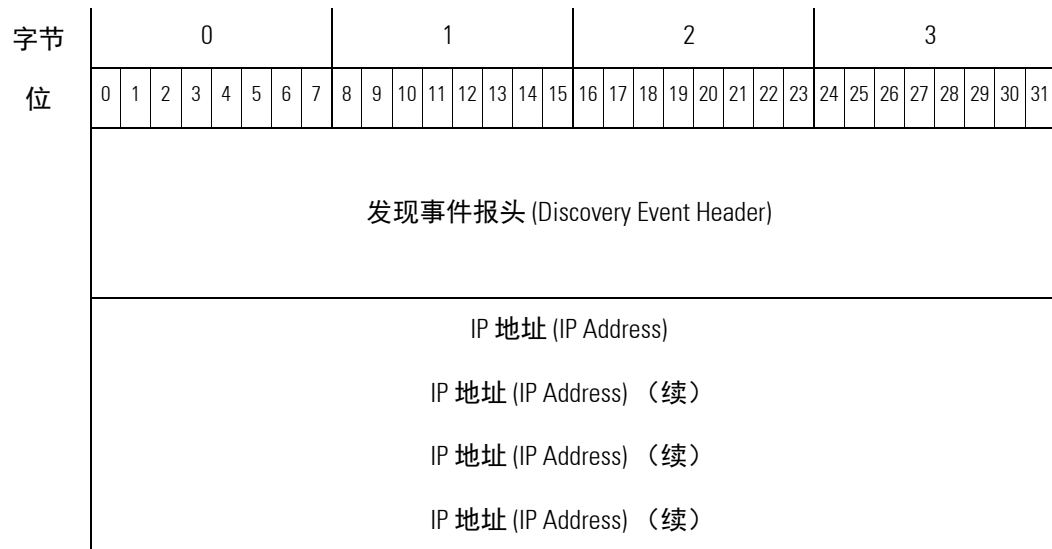 字节 0 1 2 3
位 0 1 2 3 4 5 6 7 8 9 10 11 12 13 14 15 16 17 18 19 20 21 22 23 24 25 26 27 28 29 30 31
发现事件报头 (Discovery Event Header)
IP 地址 (IP Address)
IP 地址 (IP Address) （续）
IP 地址 (IP Address) （续）
IP 地址 (IP Address) （续）